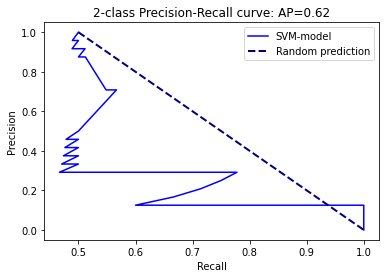 2-class Precision-Recall curve: AP=0.62
SVM-model
Random prediction
Precision
1.0
0.8
0.6
0.4
0.2
0.0
0.5
0.6
0.7
0.8
0.9
1.0
Recall